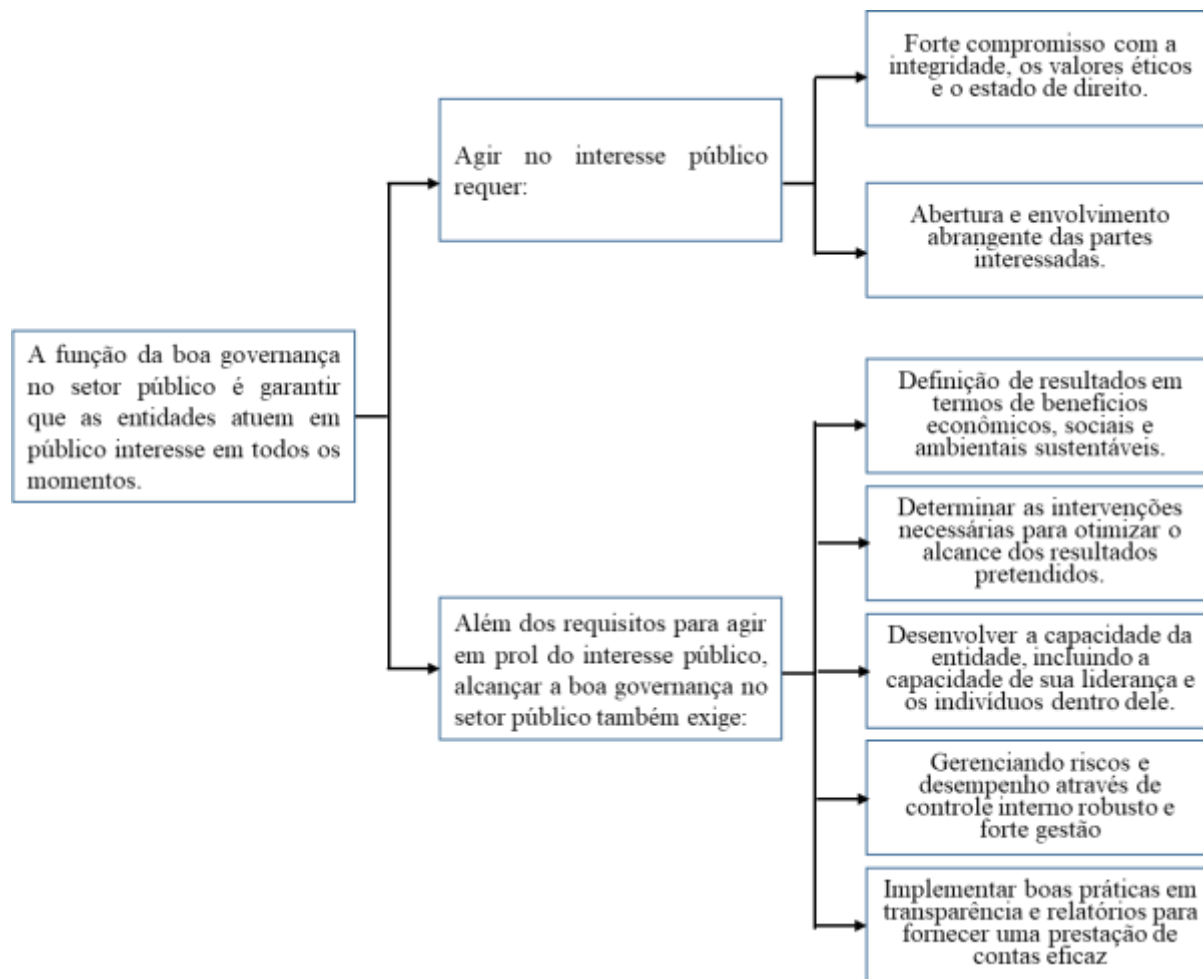 Forte compromisso com a
integridade, os valores éticos
e o estado de direito.
Agir no interesse público
requer:
Abertura e envolvimento
abrangente das partes
interessadas.
A função da boa governança
no setor público é garantir
que as entidades atuem em
público interesse em todos os
momentos.
Definição de resultados em
termos de benefícios
econômicos, sociais e
ambientais sustentáveis.
Determinar as intervenções
necessárias para otimizar o
alcance dos resultados
pretendidos.
Além dos requisitos para agir
em prol do interesse público,
alcançar a boa governança no
setor público também exige:
Desenvolver a capacidade da
entidade, incluindo a
capacidade de sua liderança e
os indivíduos dentro dele.
Gerenciando riscos e
desempenho através de
controle interno robusto e
forte gestão
Implementar boas práticas em
transparência e relatórios para
fornecer uma prestação de
contas eficaz